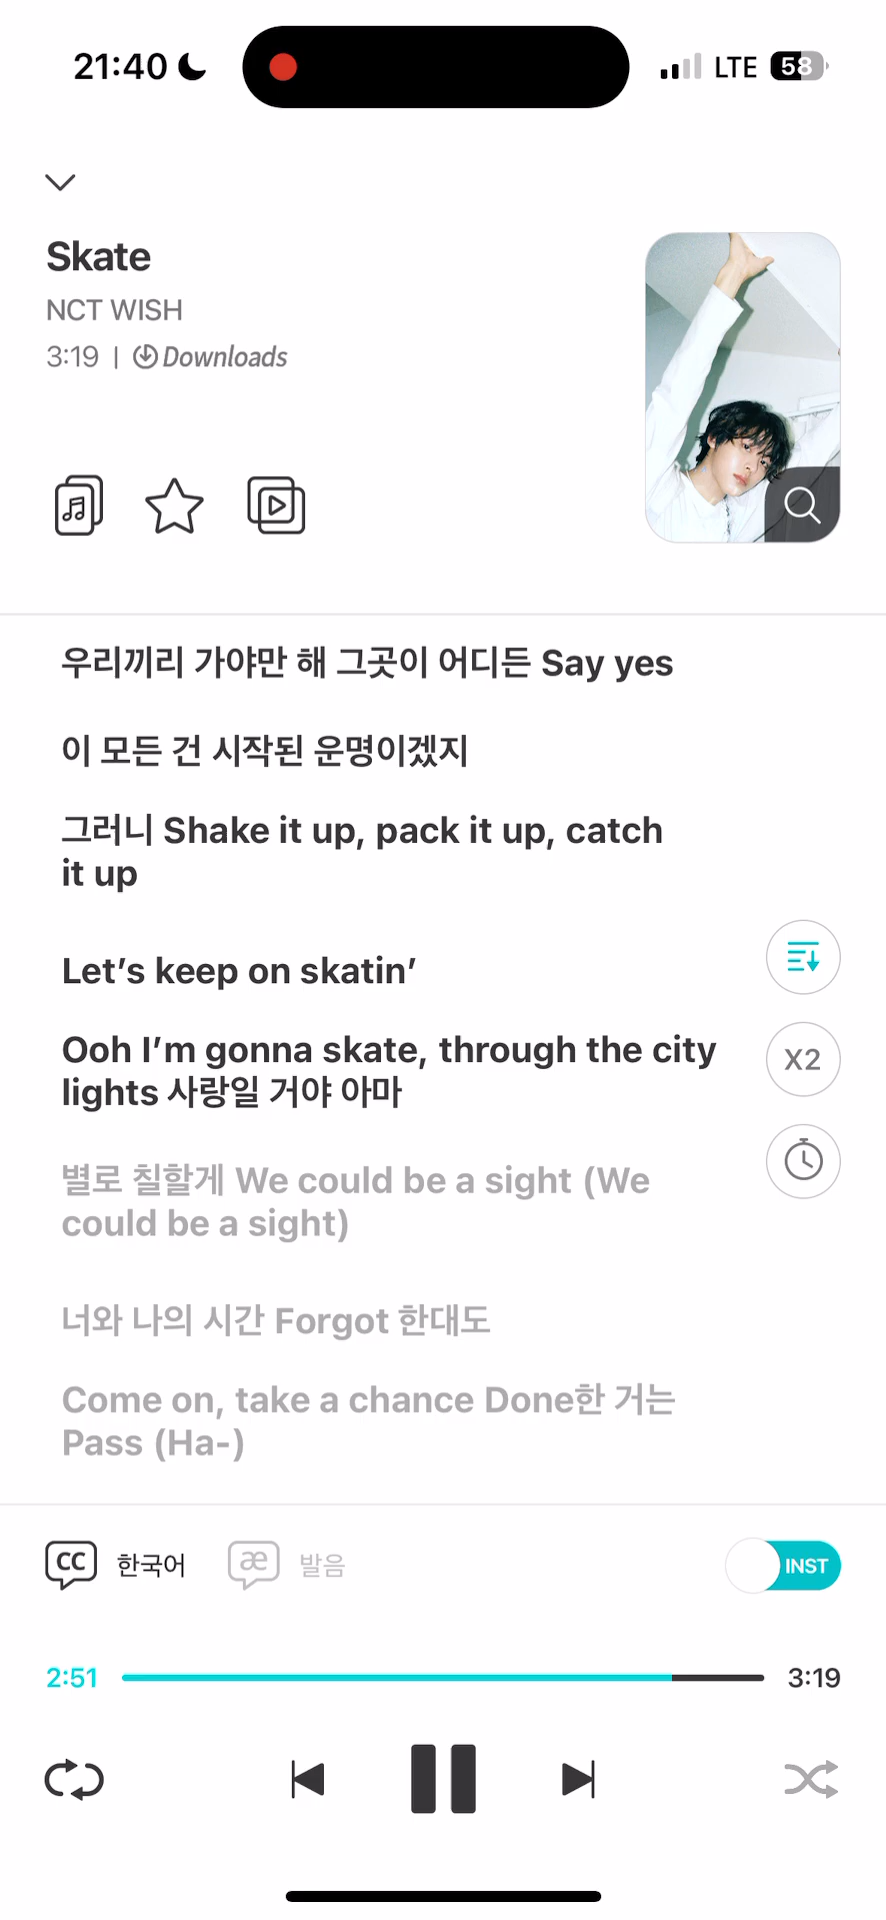 21:40
LTE
58
Skate
NCT WISH
3:19 | Downloads
우리끼리 가야만 해 그곳이 어디든 Say yes
이 모든 건 시작된 운명이겠지
그러니 Shake it up, pack it up, catch
it up
Let’s keep on skatin’
Ooh I’m gonna skate, through the city
lights 사랑일 거야 아마
X2
별로 칠할게 We could be a sight (We
could be a sight)
너와 나의 시간 Forgot 한대도
Come on, take a chance Done한 거는
Pass (Ha-)
CC 한국어
æ 발음
INST
2:51
3:19